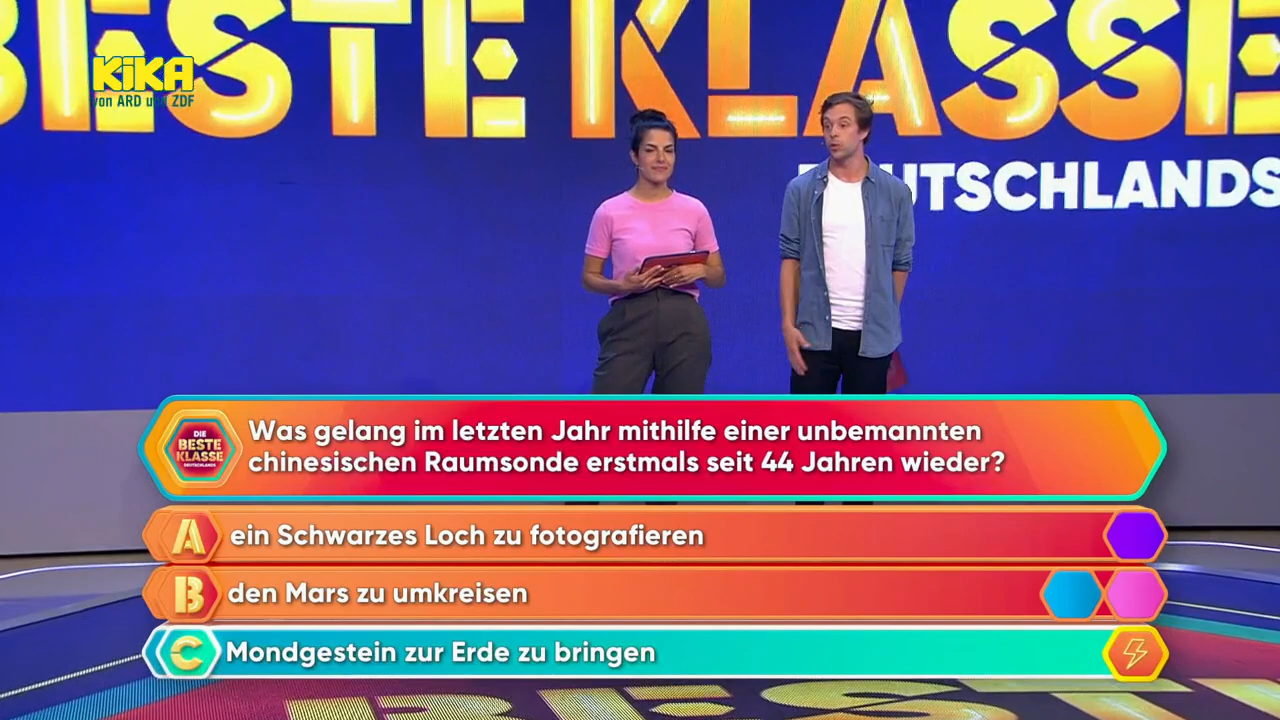 BESTE KLASSE
DEUTSCHLANDS
KiKA
von ARD und ZDF
DIE
BESTE
KLASSE
DEUTSCHLANDS
Was gelang im letzten Jahr mithilfe einer unbemannten
chinesischen Raumsonde erstmals seit 44 Jahren wieder?
A ein Schwarzes Loch zu fotografieren
B den Mars zu umkreisen
C Mondgestein zur Erde zu bringen
BESTE